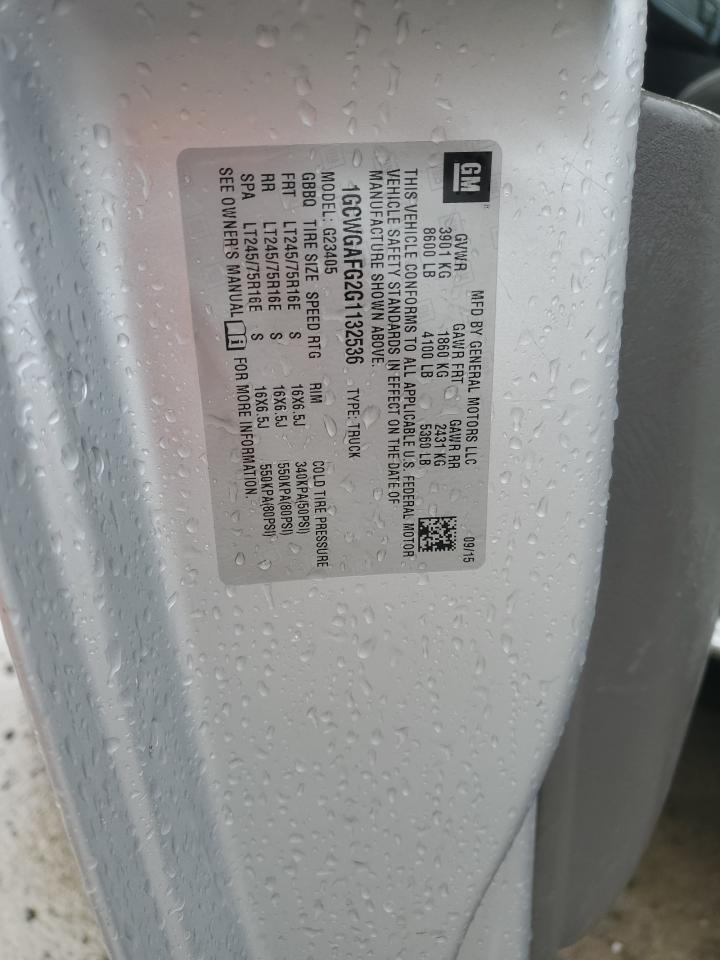 GM
MFD BY GENERAL MOTORS LLC 09/15
GVWR GAWR FRT GAWR RR
3901 KG 1860 KG 2431 KG
8600 LB 4100 LB 5360 LB
THIS VEHICLE CONFORMS TO ALL APPLICABLE U.S. FEDERAL MOTOR
VEHICLE SAFETY STANDARDS IN EFFECT ON THE DATE OF
MANUFACTURE SHOWN ABOVE.
1GCWGAFG2G1132536 TYPE: TRUCK
MODEL: G23405
GBBQ TIRE SIZE SPEED RTG RIM COLD TIRE PRESSURE
FRT LT245/75R16E S 16X6.5J 340KPA(50PSI)
RR LT245/75R16E S 16X6.5J 550KPA(80PSI)
SPA LT245/75R16E S 16X6.5J 550KPA(80PSI)
SEE OWNER'S MANUAL FOR MORE INFORMATION.